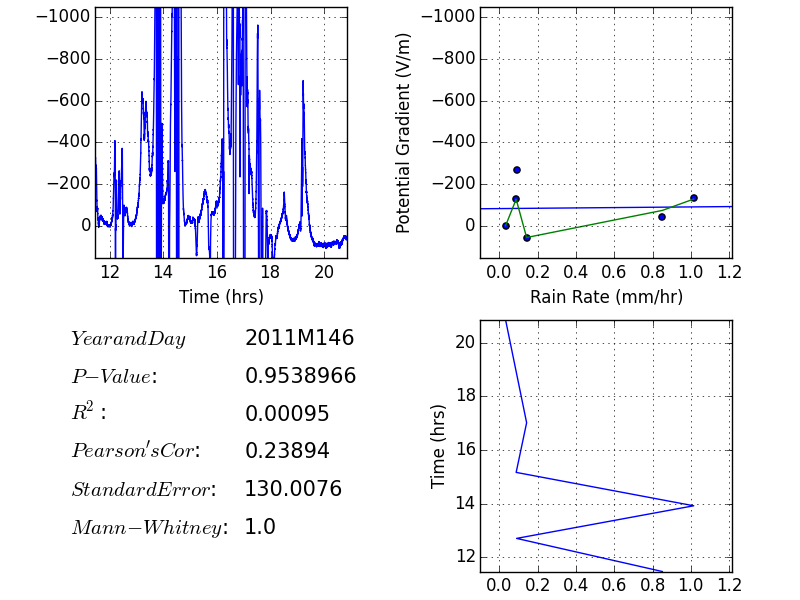 −1000
−800
−600
−400
−200
0
12 14 16 18 20
Time (hrs)
Potential Gradient (V/m)
−1000
−800
−600
−400
−200
0
0.0 0.2 0.4 0.6 0.8 1.0 1.2
Rain Rate (mm/hr)
YearandDay 2011M146
P−Value: 0.9538966
R²: 0.00095
Pearson'sCor: 0.23894
StandardError: 130.0076
Mann−Whitney: 1.0
Time (hrs)
20
18
16
14
12
0.0 0.2 0.4 0.6 0.8 1.0 1.2